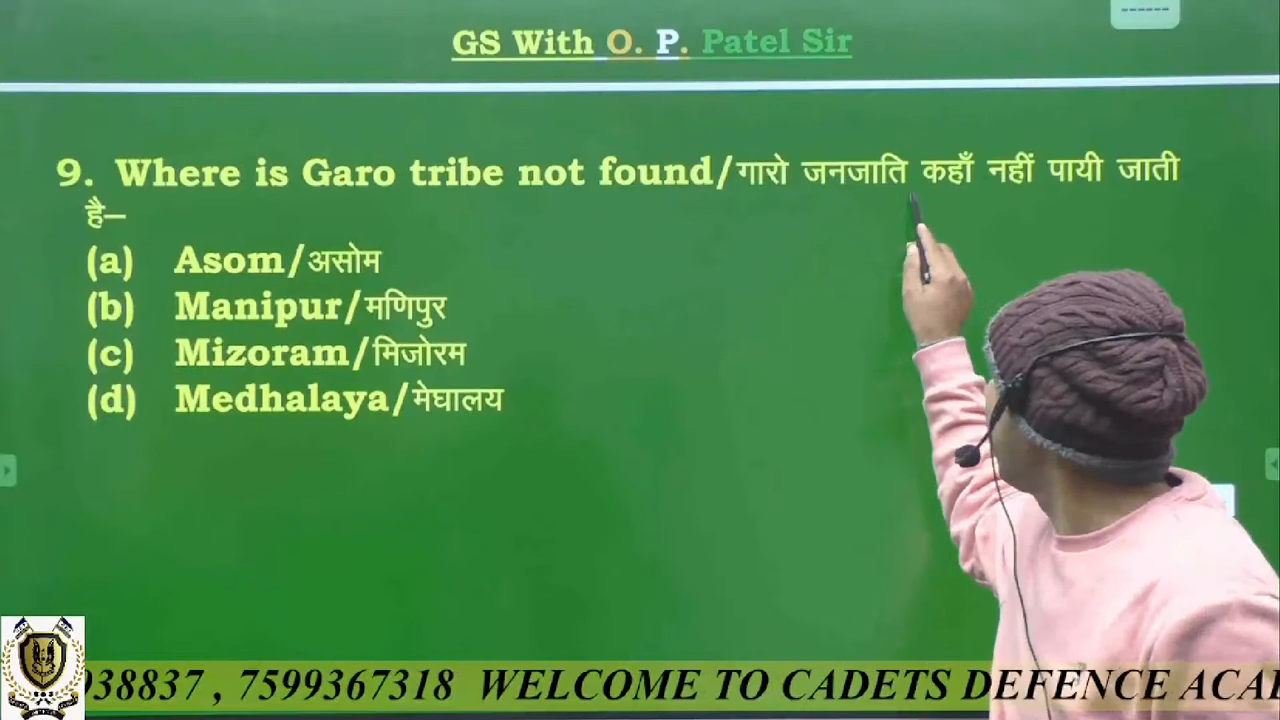 GS With O. P. Patel Sir
9. Where is Garo tribe not found/गारो जनजाति कहाँ नहीं पायी जाती
है–
(a) Asom/असोम
(b) Manipur/मणिपुर
(c) Mizoram/मिजोरम
(d) Medhalaya/मेघालय
938837 , 7599367318 WELCOME TO CADETS DEFENCE ACA